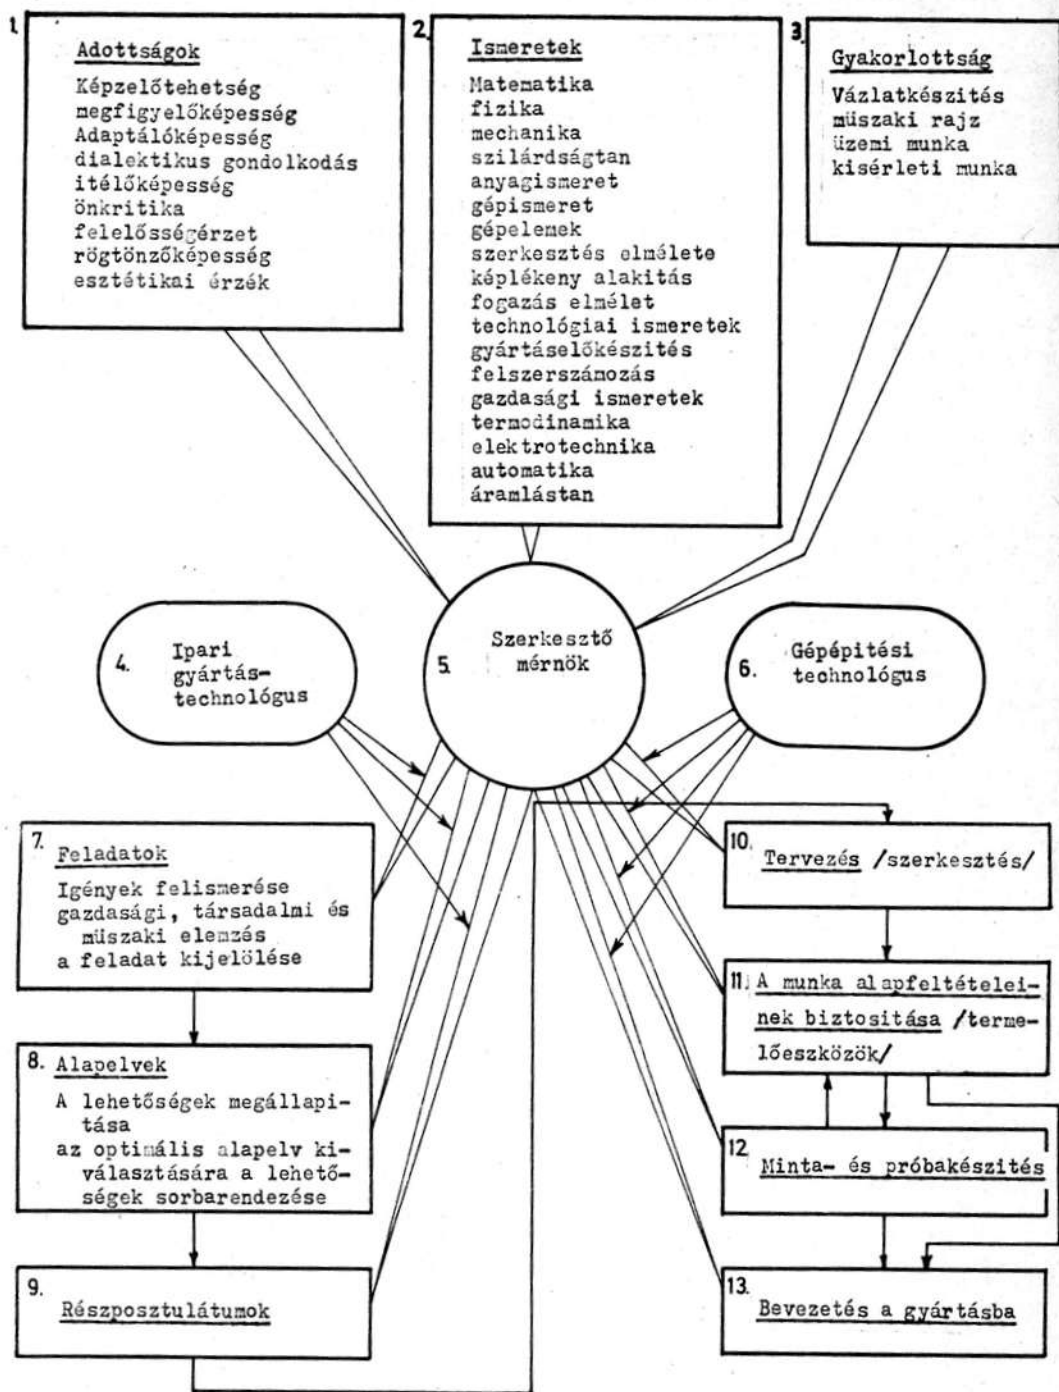 1.
Adottságok
Képzelőtehetség
megfigyelőképesség
Adaptálóképesség
dialektikus gondolkodás
itélőképesség
önkritika
felelősségérzet
rögtönzőképesség
esztétikai érzék
2.
Ismeretek
Matematika
fizika
mechanika
szilárdságtan
anyagismeret
gépismeret
gépelemek
szerkesztés elmélete
képlékeny alakitás
fogazás elmélet
technológiai ismeretek
gyártáselőkészités
felszerszámozás
gazdasági ismeretek
termodinamika
elektrotechnika
automatika
áramlástan
3.
Gyakorlottság
Vázlatkészités
müszaki rajz
üzemi munka
kisérleti munka
4. Ipari
gyártás-
technológus
5. Szerkesztő
mérnök
6. Gépépitési
technológus
7. Feladatok
Igények felismerése
gazdasági, társadalmi és
müszaki elemzés
a feladat kijelölése
8. Alapelvek
A lehetőségek megállapi-
tása
az optimális alapelv ki-
választására a lehető-
ségek sorbarendezése
9. Részposztulátumok
10. Tervezés /szerkesztés/
11. A munka alapfeltételei-
nek biztositása /terme-
lőeszközök/
12. Minta- és próbakészités
13. Bevezetés a gyártásba